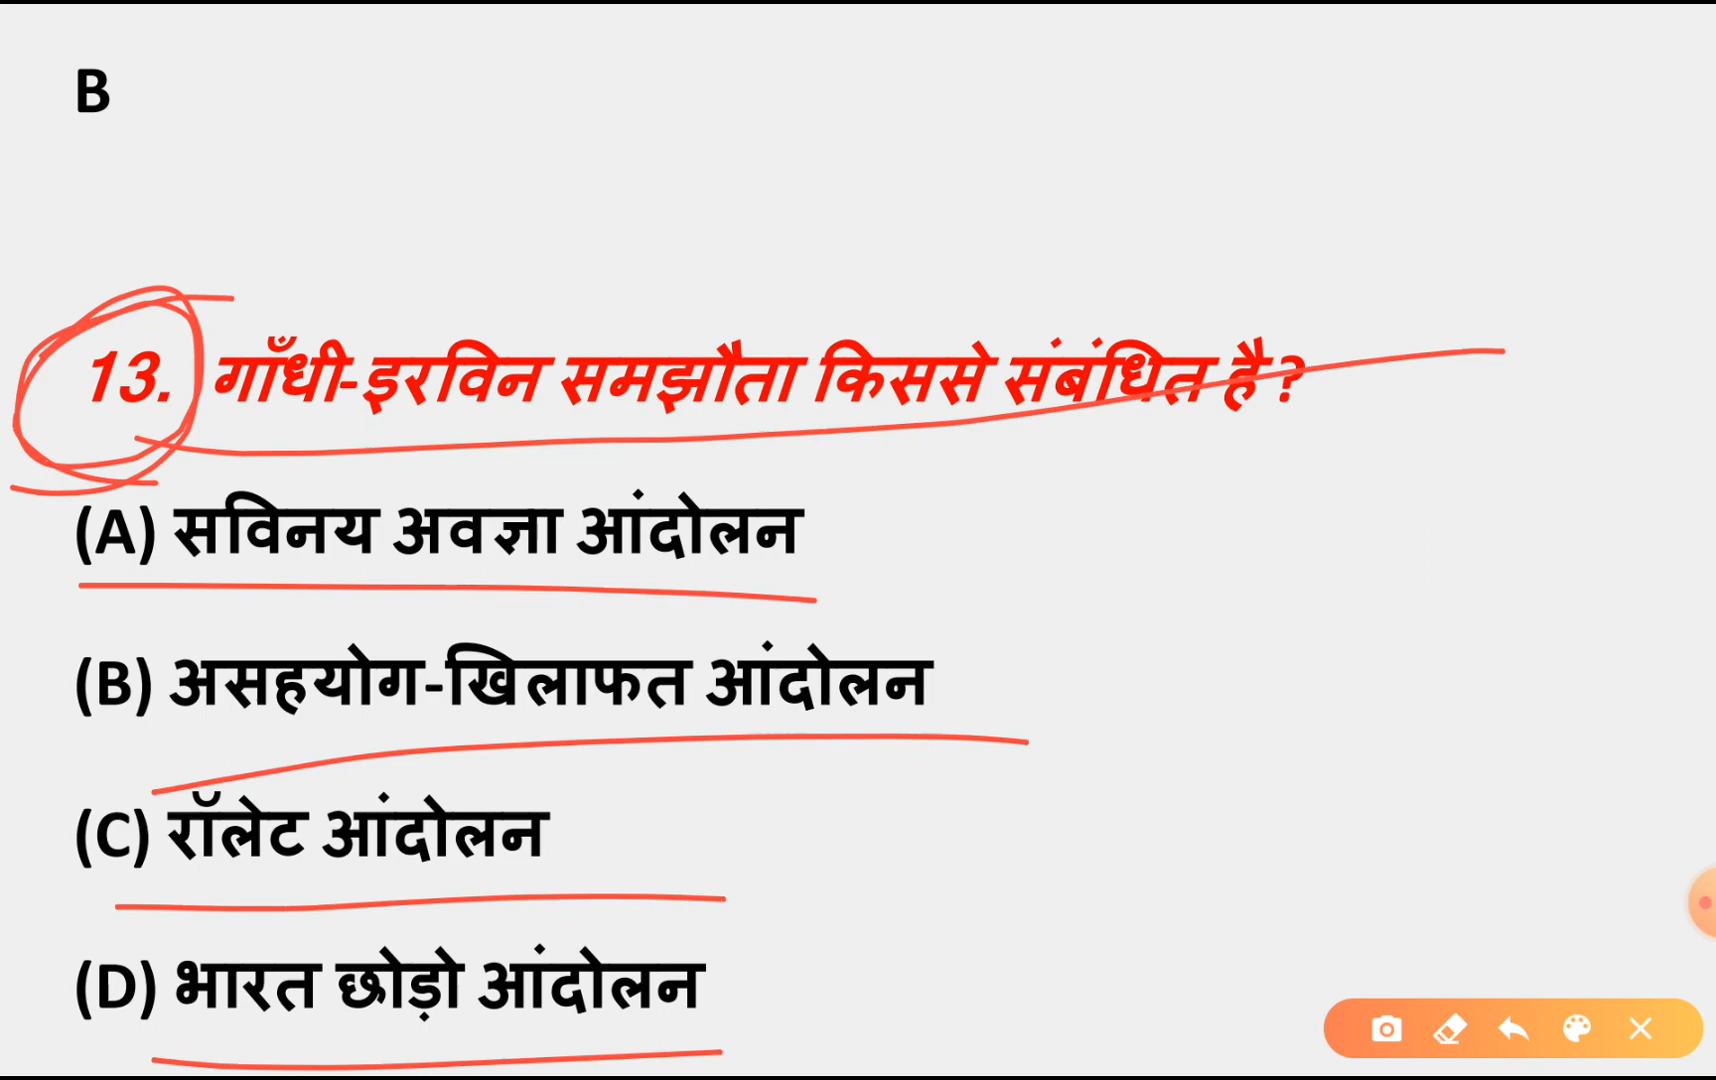 B
13. गाँधी-इरविन समझौता किससे संबंधित है?
(A) सविनय अवज्ञा आंदोलन
(B) असहयोग-खिलाफत आंदोलन
(C) रॉलेट आंदोलन
(D) भारत छोड़ो आंदोलन